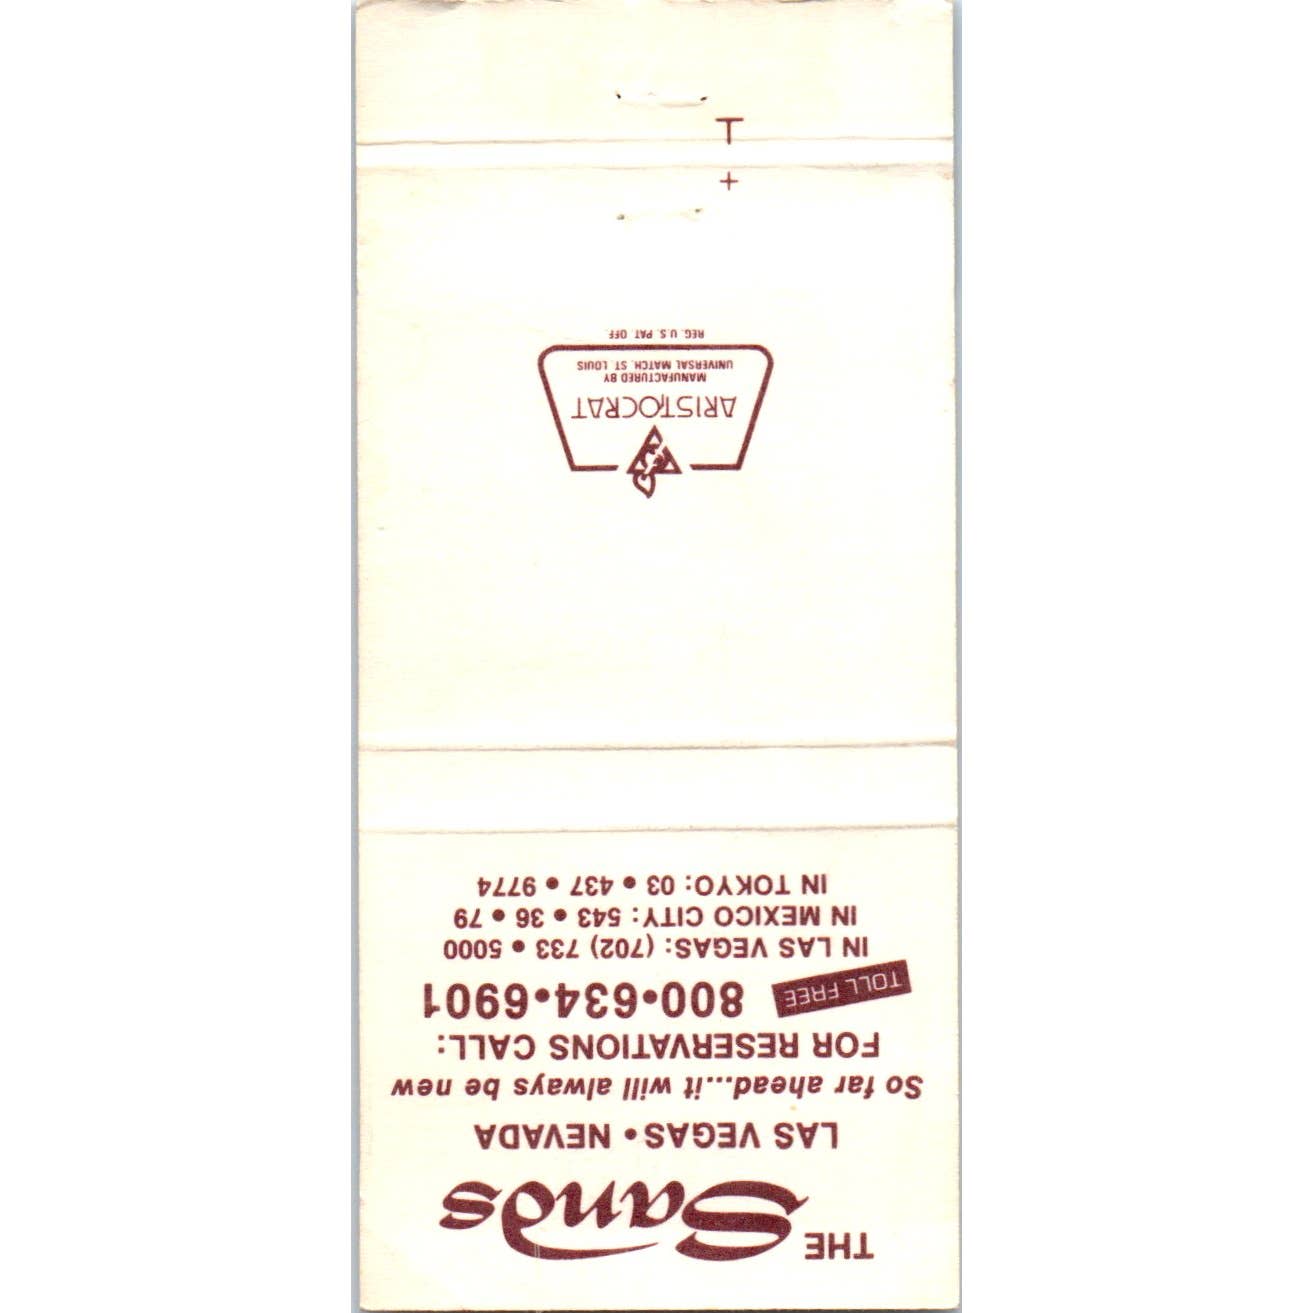 THE Sands
LAS VEGAS • NEVADA
So far ahead...it will always be new
FOR RESERVATIONS CALL:
TOLL FREE 800•634•6901
IN LAS VEGAS: (702) 733 • 5000
IN MEXICO CITY: 543 • 36 • 79
IN TOKYO: 03 • 437 • 9774
ARISTOCRAT
MANUFACTURED BY
UNIVERSAL MATCH, ST. LOUIS
REG. U.S. PAT. OFF.
+
T